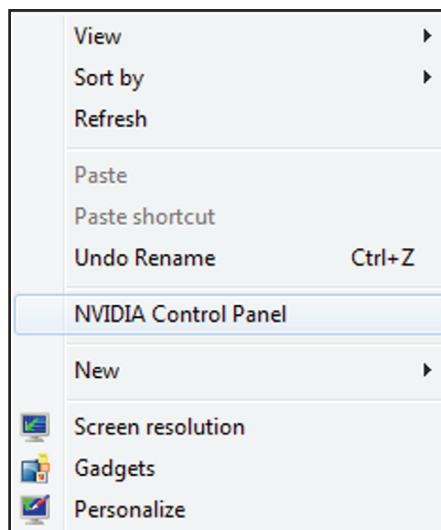 View
Sort by
Refresh
Paste
Paste shortcut
Undo Rename Ctrl+Z
NVIDIA Control Panel
New
Screen resolution
Gadgets
Personalize